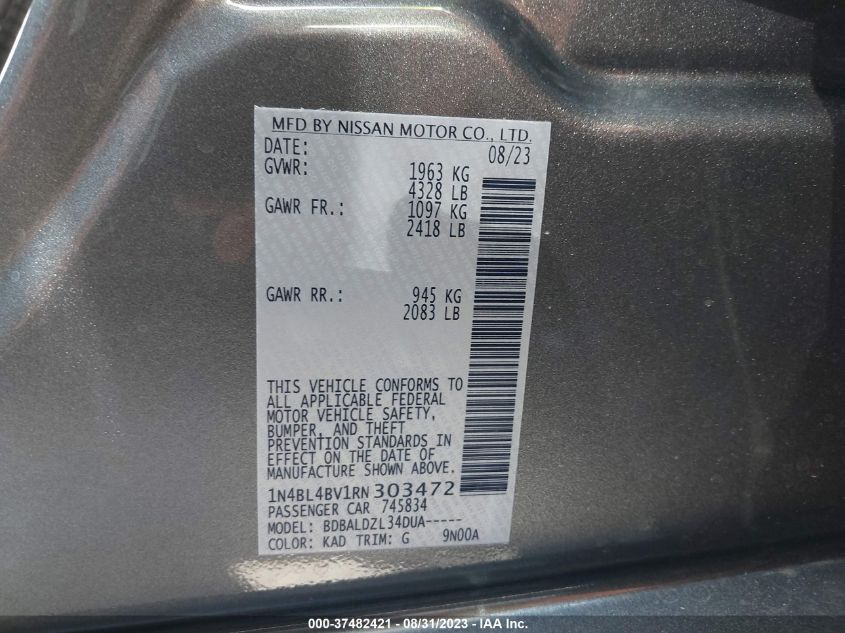 MFD BY NISSAN MOTOR CO., LTD.
DATE: 08/23
GVWR: 1963 KG
4328 LB
GAWR FR.: 1097 KG
2418 LB
GAWR RR.: 945 KG
2083 LB
THIS VEHICLE CONFORMS TO
ALL APPLICABLE FEDERAL
MOTOR VEHICLE SAFETY,
BUMPER, AND THEFT
PREVENTION STANDARDS IN
EFFECT ON THE DATE OF
MANUFACTURE SHOWN ABOVE.
1N4BL4BV1RN303472
PASSENGER CAR 745834
MODEL: BDBALDZL34DUA-----
COLOR: KAD TRIM: G 9N00A
000-37482421 - 08/31/2023 - IAA Inc.